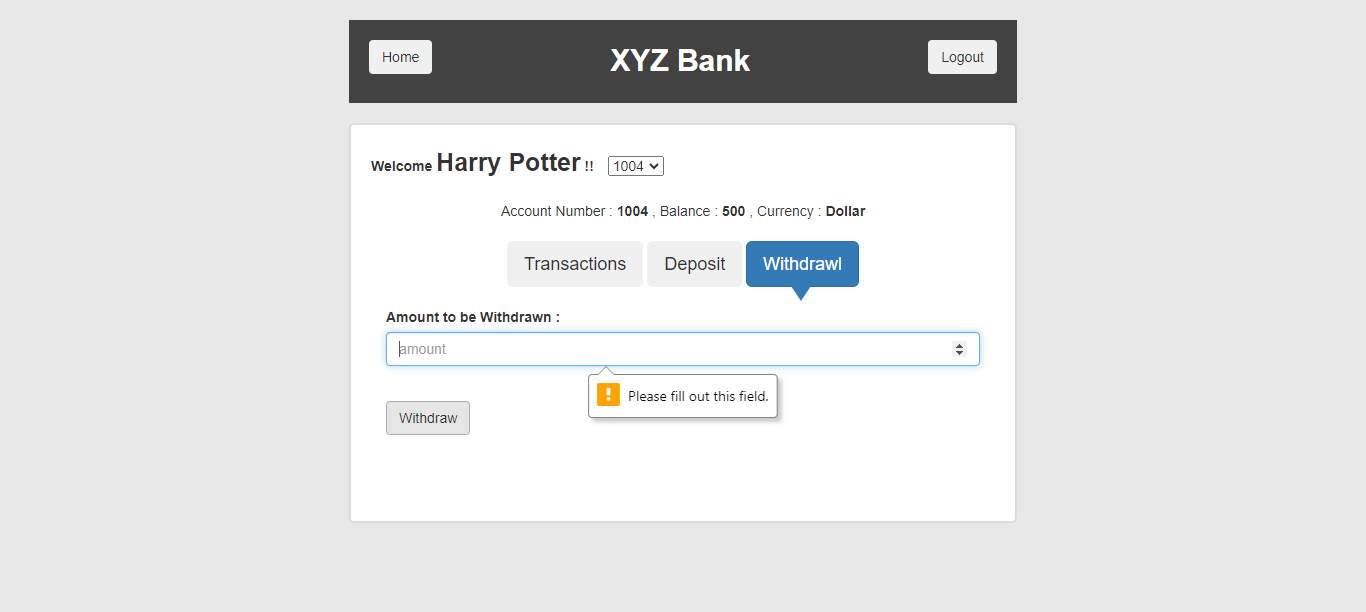 Home
XYZ Bank
Logout
Welcome Harry Potter !! 1004
Account Number : 1004 , Balance : 500 , Currency : Dollar
Transactions
Deposit
Withdrawl
Amount to be Withdrawn :
amount
Please fill out this field.
Withdraw